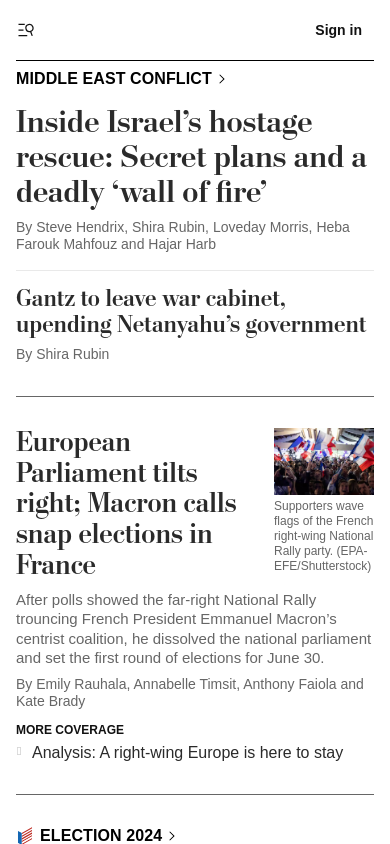 Sign in
MIDDLE EAST CONFLICT
Inside Israel’s hostage
rescue: Secret plans and a
deadly ‘wall of fire’
By Steve Hendrix, Shira Rubin, Loveday Morris, Heba
Farouk Mahfouz and Hajar Harb
Gantz to leave war cabinet,
upending Netanyahu’s government
By Shira Rubin
European
Parliament tilts
right; Macron calls
snap elections in
France
Supporters wave
flags of the French
right-wing National
Rally party. (EPA-
EFE/Shutterstock)
After polls showed the far-right National Rally
trouncing French President Emmanuel Macron’s
centrist coalition, he dissolved the national parliament
and set the first round of elections for June 30.
By Emily Rauhala, Annabelle Timsit, Anthony Faiola and
Kate Brady
MORE COVERAGE
Analysis: A right-wing Europe is here to stay
ELECTION 2024